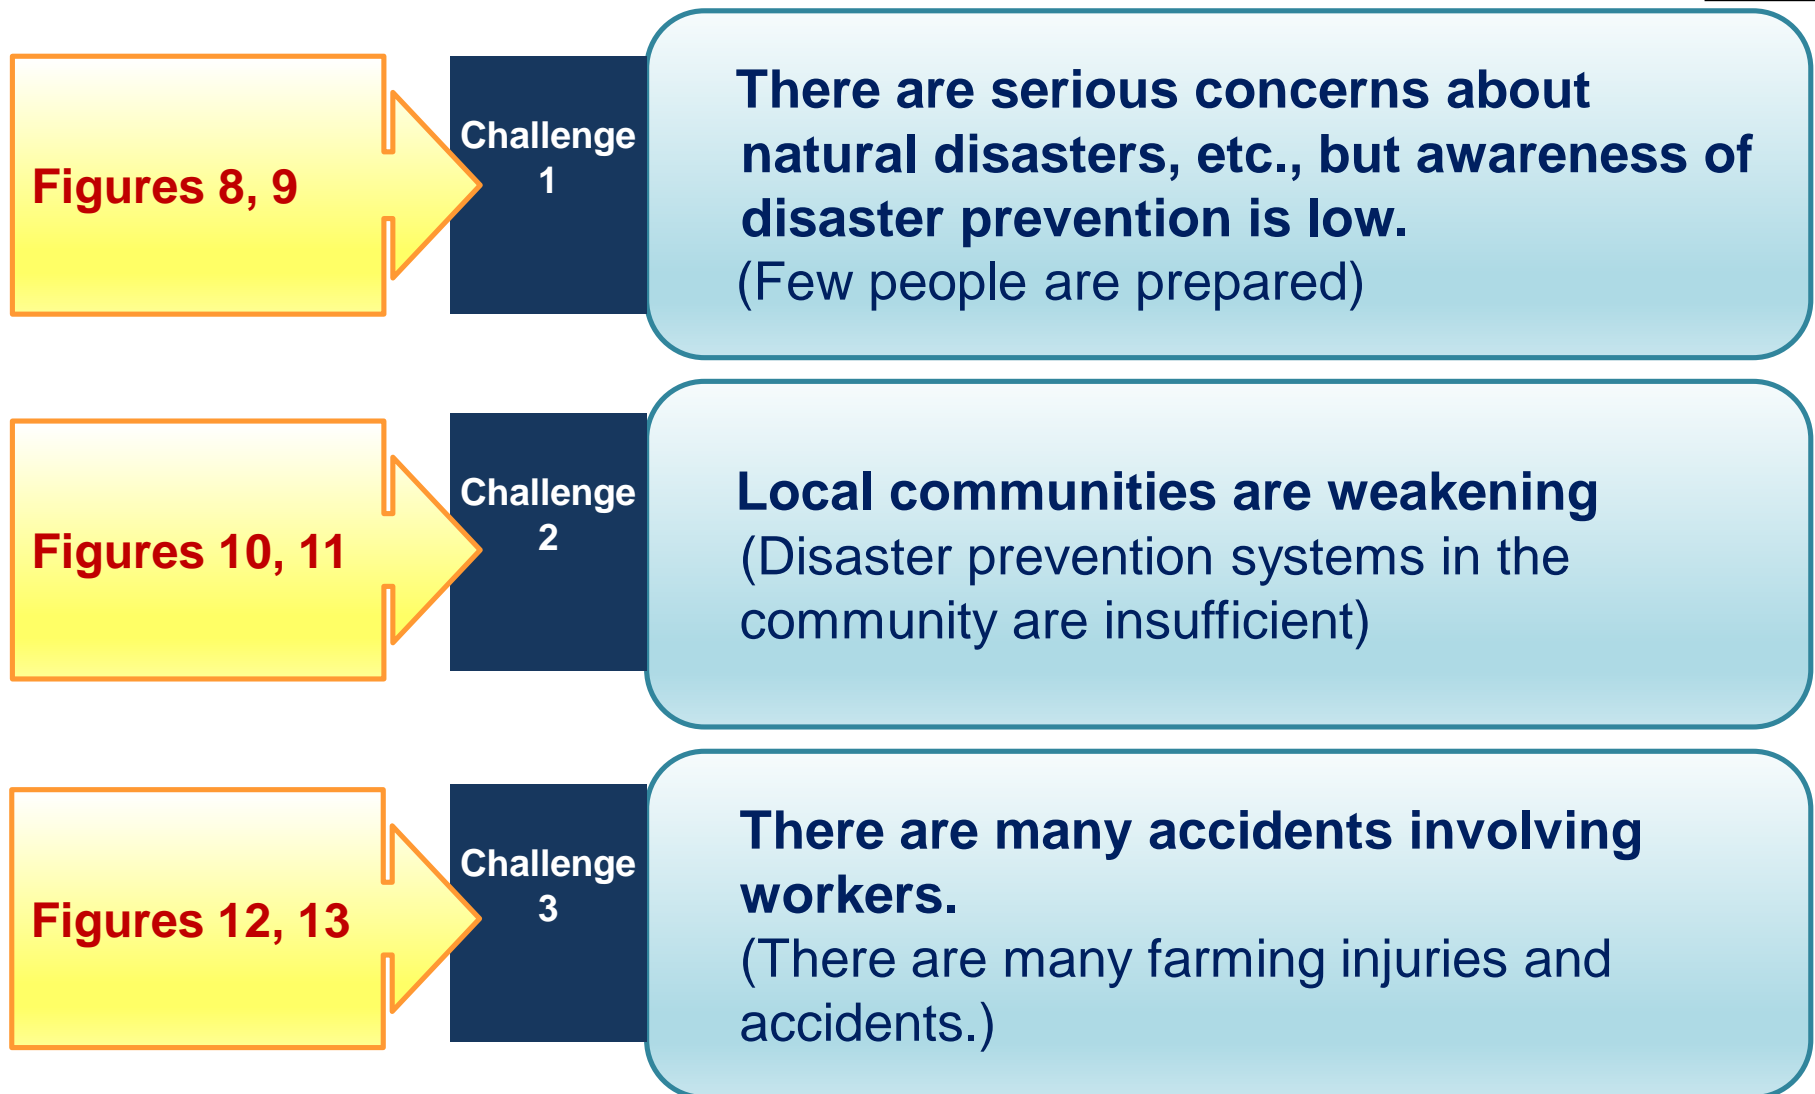 Figures 8, 9
Challenge
1
There are serious concerns about
natural disasters, etc., but awareness of
disaster prevention is low.
(Few people are prepared)
Figures 10, 11
Challenge
2
Local communities are weakening
(Disaster prevention systems in the
community are insufficient)
Figures 12, 13
Challenge
3
There are many accidents involving
workers.
(There are many farming injuries and
accidents.)